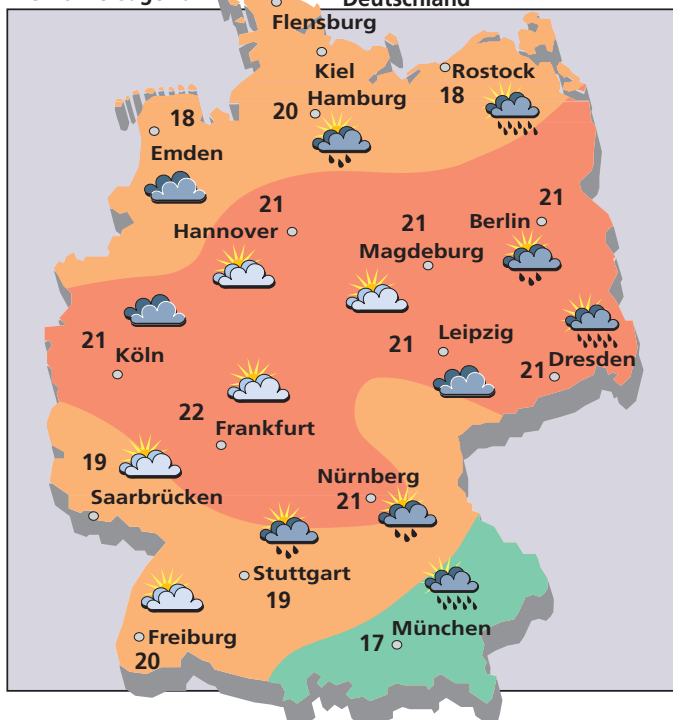 Deutschland
Flensburg
Kiel
Rostock
18
Hamburg
20
18
Emden
21
Hannover
21
Magdeburg
21
Berlin
21
Köln
21
Leipzig
21
Dresden
22
Frankfurt
19
Saarbrücken
Nürnberg
21
Stuttgart
19
Freiburg
20
17
München